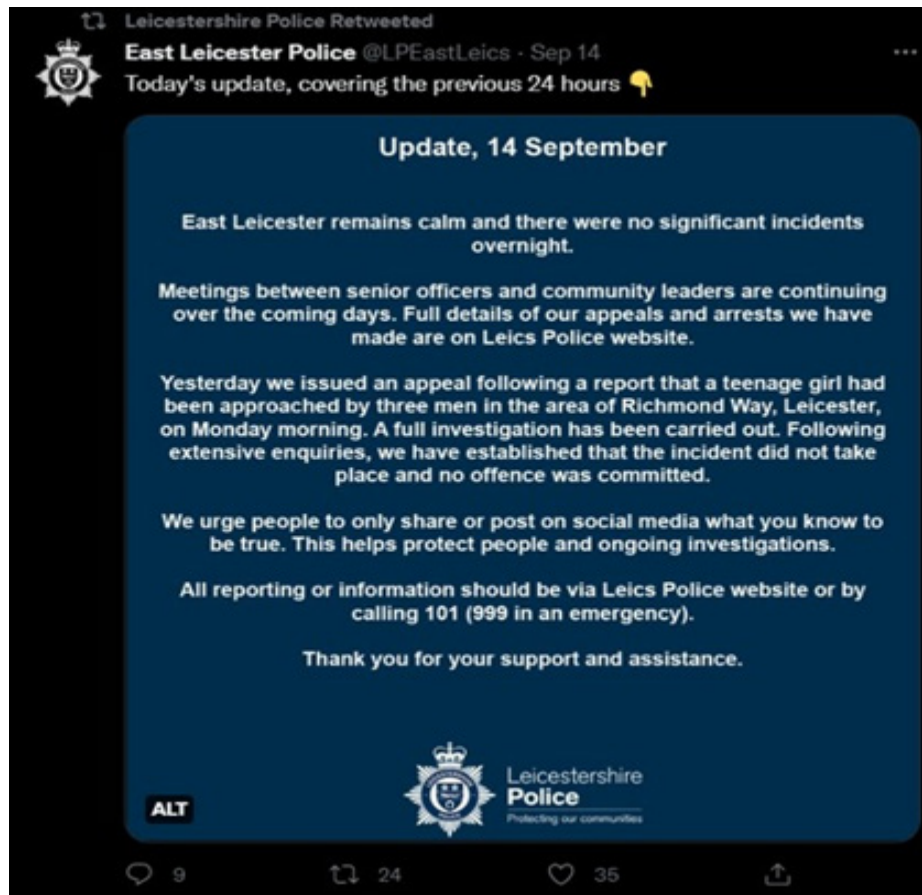 Leicestershire Police Retweeted
East Leicester Police @LPEastLeics · Sep 14
Today's update, covering the previous 24 hours 👇
Update, 14 September
East Leicester remains calm and there were no significant incidents
overnight.
Meetings between senior officers and community leaders are continuing
over the coming days. Full details of our appeals and arrests we have
made are on Leics Police website.
Yesterday we issued an appeal following a report that a teenage girl had
been approached by three men in the area of Richmond Way, Leicester,
on Monday morning. A full investigation has been carried out. Following
extensive enquiries, we have established that the incident did not take
place and no offence was committed.
We urge people to only share or post on social media what you know to
be true. This helps protect people and ongoing investigations.
All reporting or information should be via Leics Police website or by
calling 101 (999 in an emergency).
Thank you for your support and assistance.
Leicestershire
Police
Protecting our communities
ALT
9 24 35